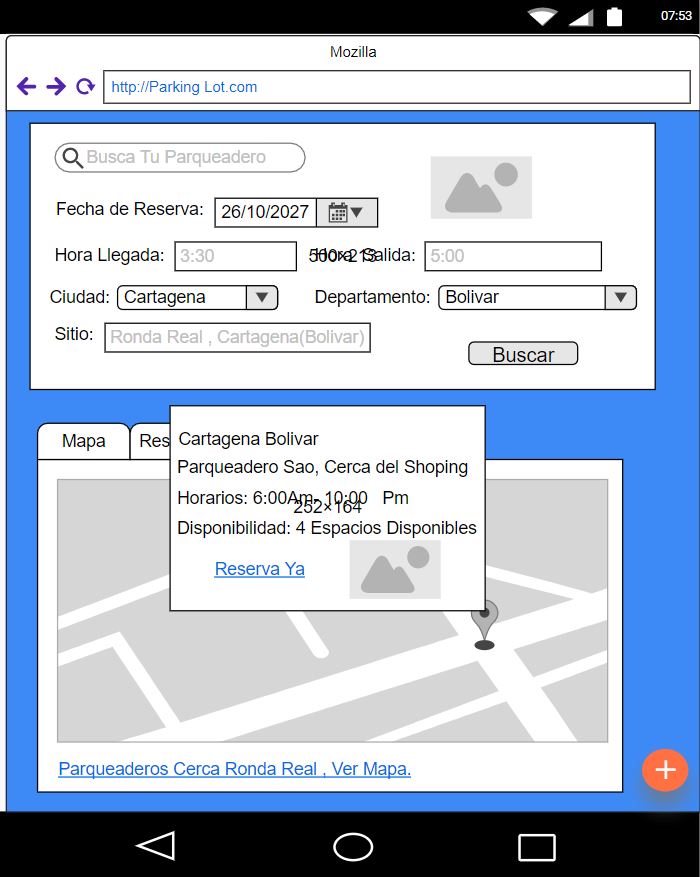 07:53
Mozilla
http://Parking Lot.com
Busca Tu Parqueadero
Fecha de Reserva: 26/10/2027
Hora Llegada: 3:30 Hora Salida: 5:00
500×213
Ciudad: Cartagena Departamento: Bolivar
Sitio: Ronda Real , Cartagena(Bolivar)
Buscar
Mapa Res
Cartagena Bolivar
Parqueadero Sao, Cerca del Shoping
Horarios: 6:00Am- 10:00 Pm
252×164
Disponibilidad: 4 Espacios Disponibles
Reserva Ya
Parqueaderos Cerca Ronda Real , Ver Mapa.